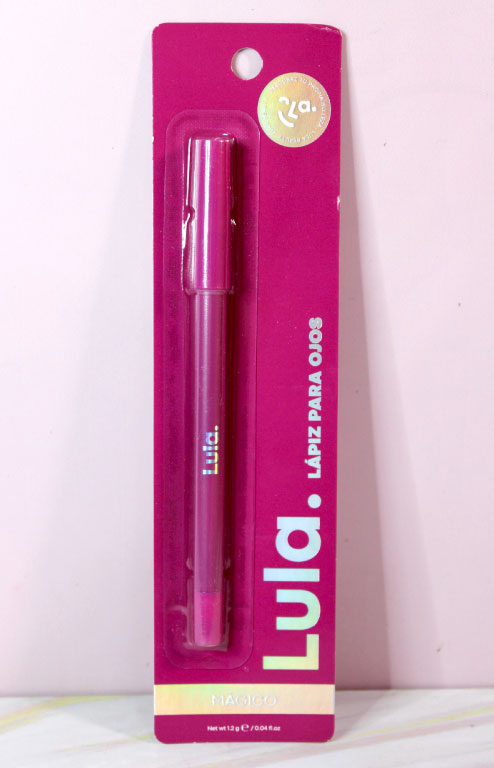 Lula.
Lula.
LÁPIZ PARA OJOS
MÁGICO
Net wt 1.2 g ℮ / 0.04 fl oz